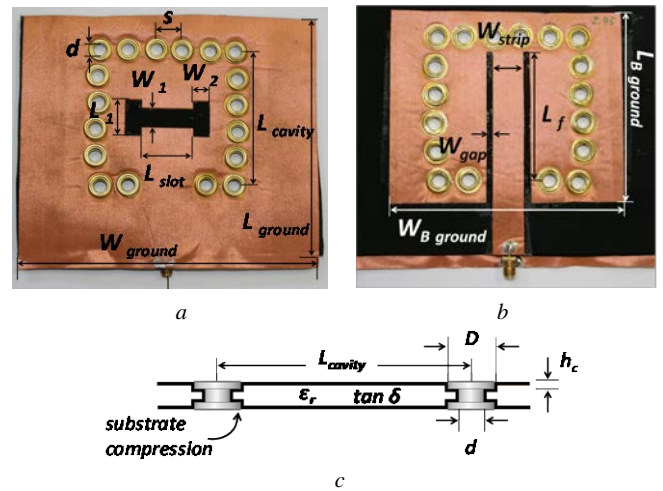 S
d
W 1
W 2
L 1
L cavity
L slot
L ground
W ground
a
W strip
L B ground
L f
W gap
W B ground
b
D
L cavity
h c
ε r tan δ
substrate
compression
d
c